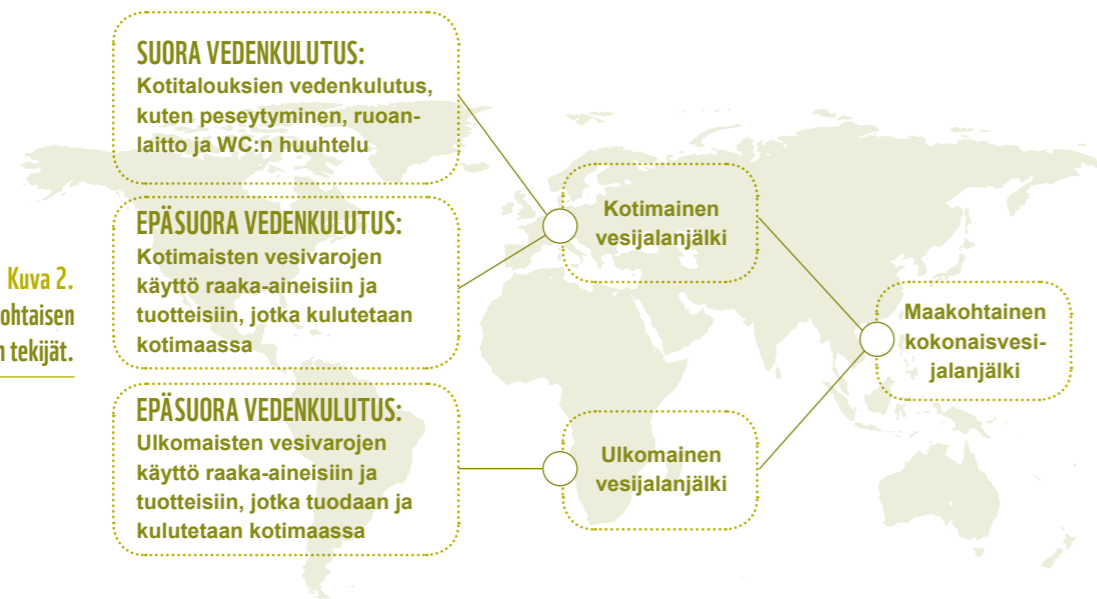 SUORA VEDENKULUTUS:
Kotitalouksien vedenkulutus,
kuten peseytyminen, ruoan-
laitto ja WC:n huuhtelu
EPÄSUORA VEDENKULUTUS:
Kotimaisten vesivarojen
käyttö raaka-aineisiin ja
tuotteisiin, jotka kulutetaan
kotimaassa
EPÄSUORA VEDENKULUTUS:
Ulkomaisten vesivarojen
käyttö raaka-aineisiin ja
tuotteisiin, jotka tuodaan ja
kulutetaan kotimaassa
Kotimainen
vesijalanjälki
Ulkomainen
vesijalanjälki
Maakohtainen
kokonaisvesi-
jalanjälki
Kuva 2.
ohtaisen
n tekijät.